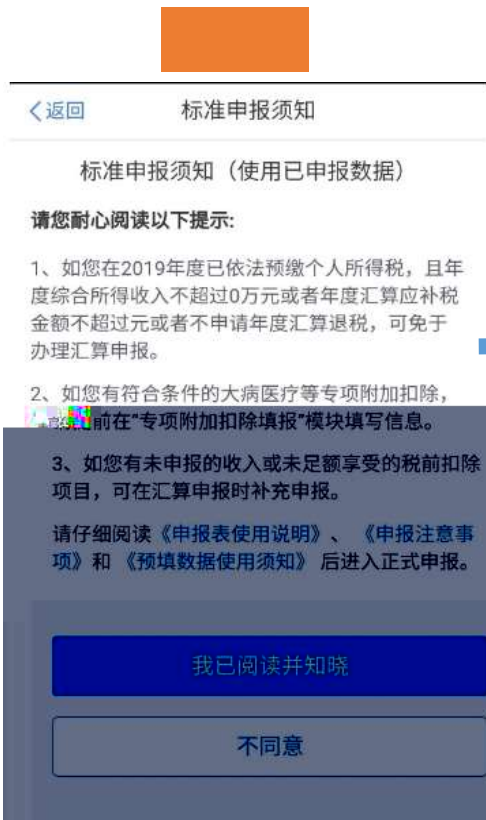 返回
标准申报须知
标准申报须知（使用已申报数据）
请您耐心阅读以下提示:
1、如您在2019年度已依法预缴个人所得税，且年
度综合所得收入不超过0万元或者年度汇算应补税
金额不超过元或者不申请年度汇算退税，可免于
办理汇算申报。
2、如您有符合条件的大病医疗等专项附加扣除，
前在“专项附加扣除填报”模块填写信息。
3、如您有未申报的收入或未足额享受的税前扣除
项目，可在汇算申报时补充申报。
请仔细阅读《申报表使用说明》、《申报注意事
项》和《预填数据使用须知》后进入正式申报。
我已阅读并知晓
不同意